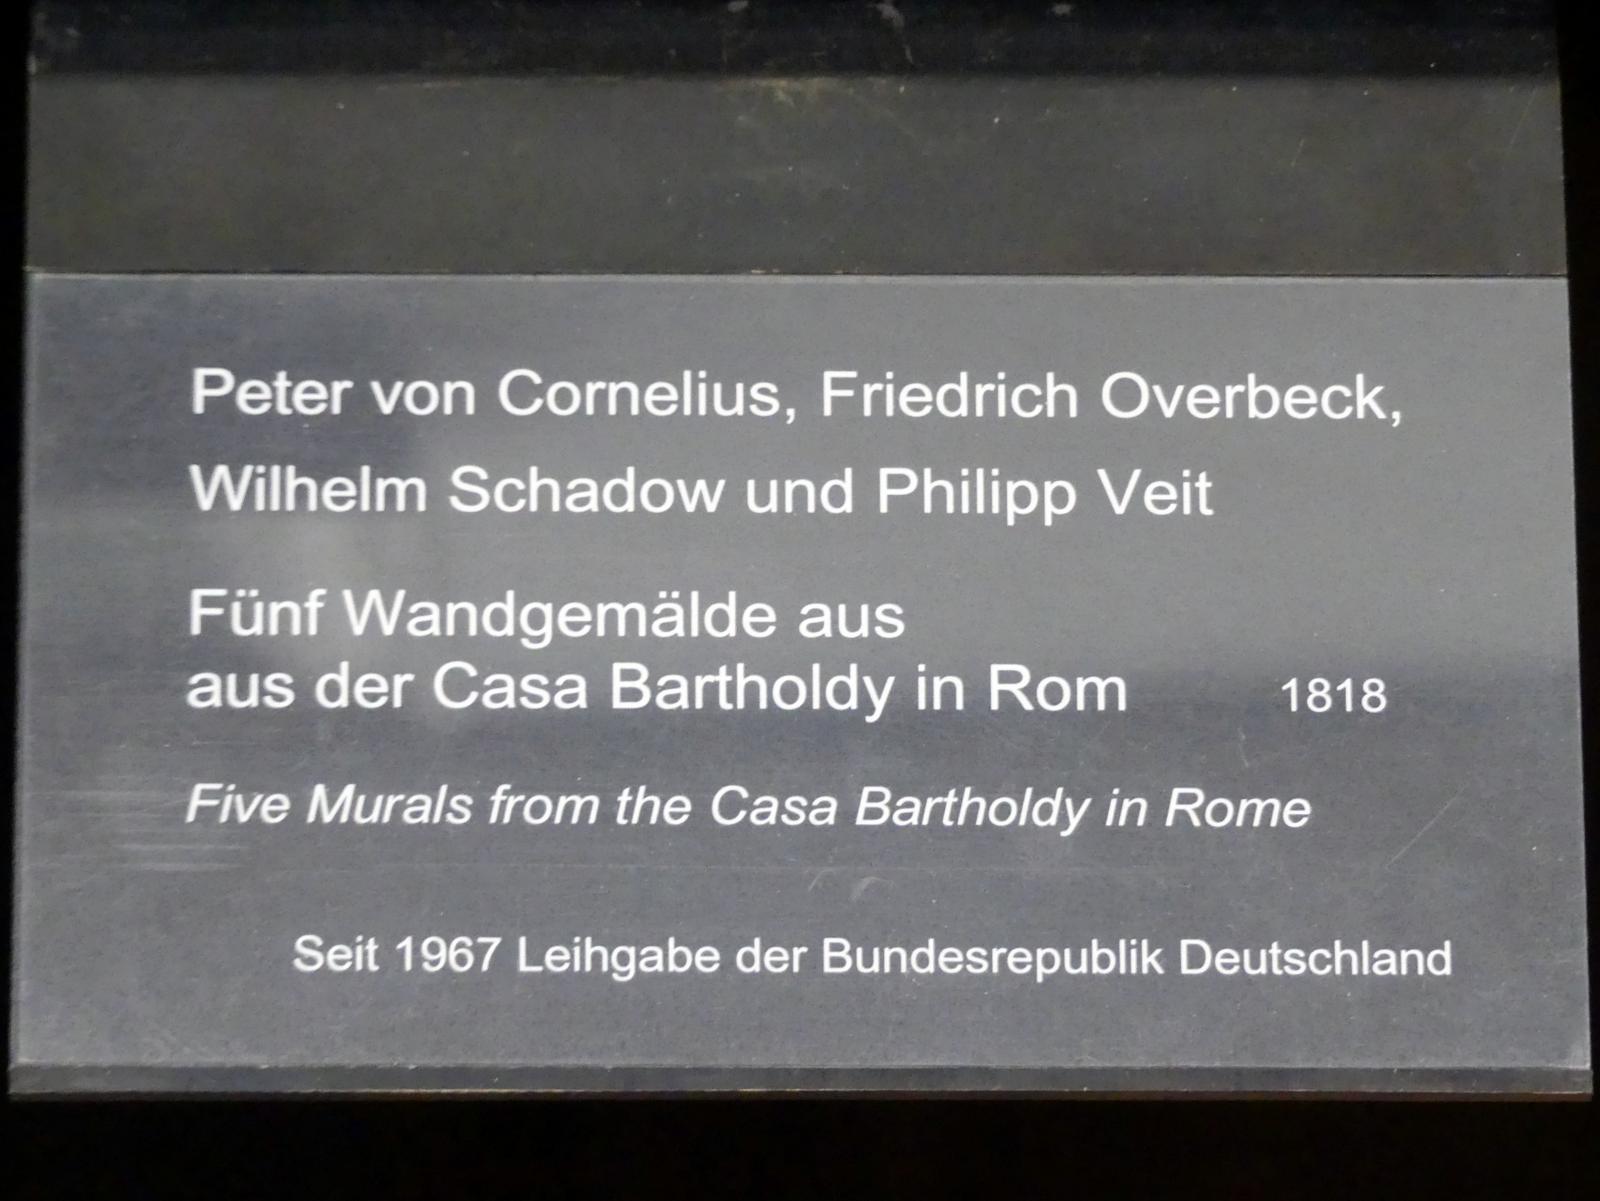 Peter von Cornelius, Friedrich Overbeck,
Wilhelm Schadow und Philipp Veit
Fünf Wandgemälde aus
aus der Casa Bartholdy in Rom 1818
Five Murals from the Casa Bartholdy in Rome
Seit 1967 Leihgabe der Bundesrepublik Deutschland